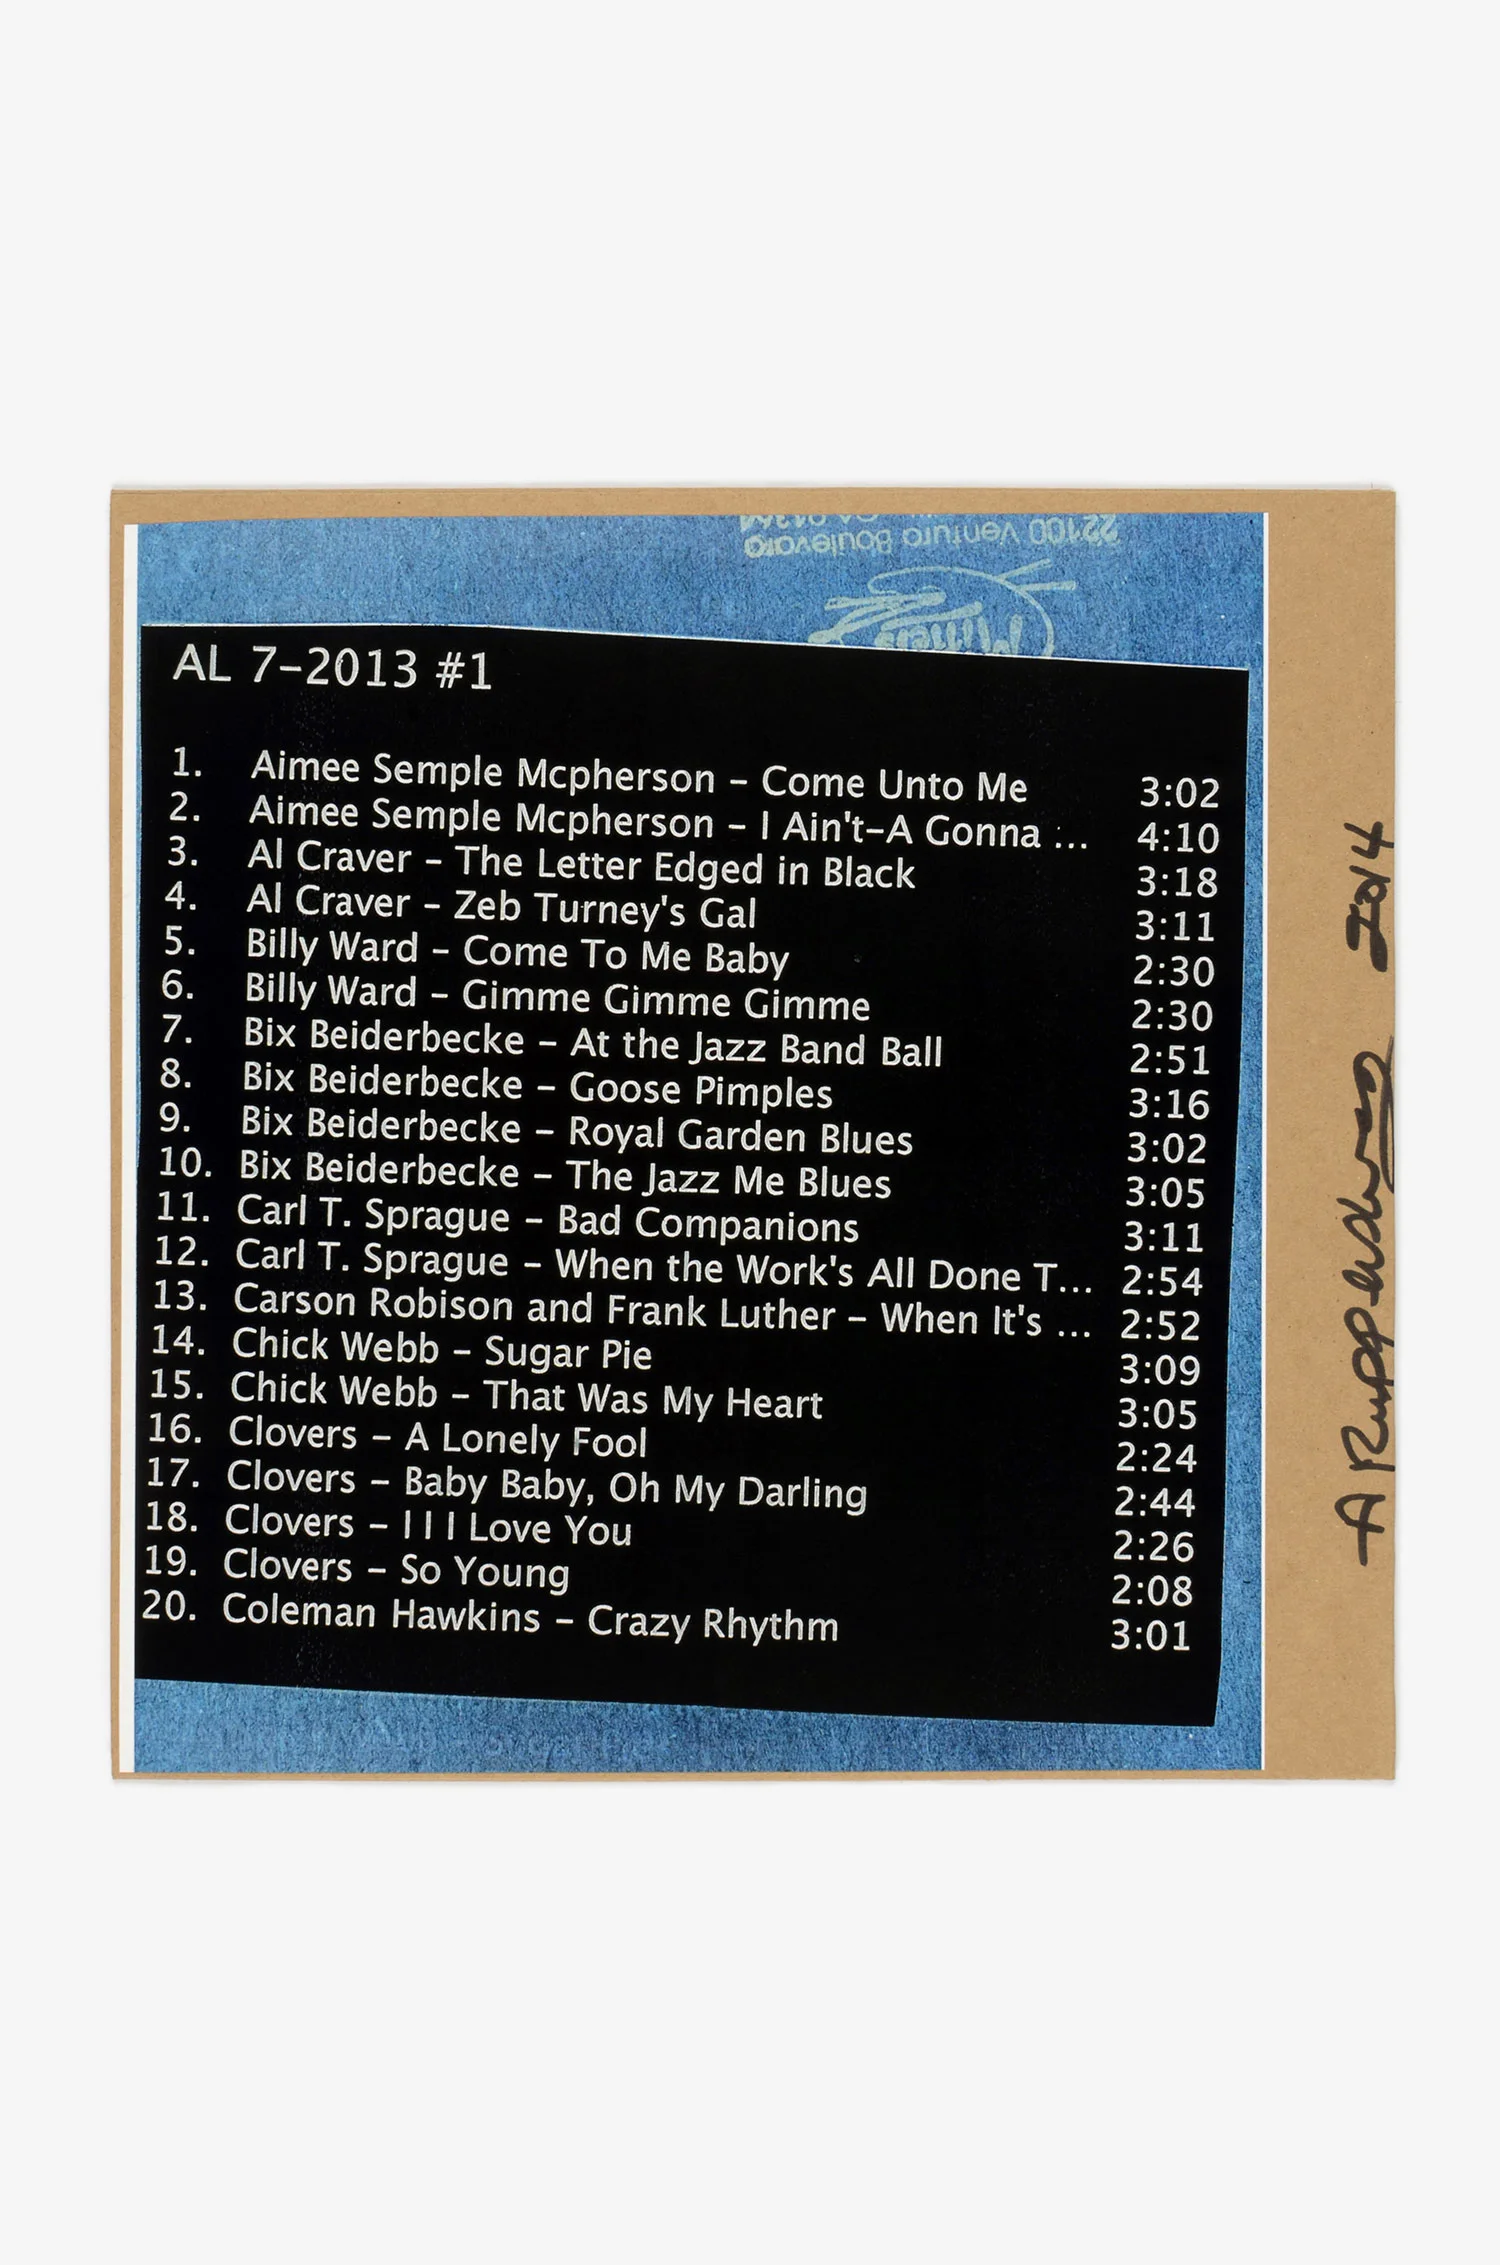 22100 Ventura Boulevard
AL 7-2013 #1
1. Aimee Semple Mcpherson - Come Unto Me 3:02
2. Aimee Semple Mcpherson - I Ain't-A Gonna ... 4:10
3. Al Craver - The Letter Edged in Black 3:18
4. Al Craver - Zeb Turney's Gal 3:11
5. Billy Ward - Come To Me Baby 2:30
6. Billy Ward - Gimme Gimme Gimme 2:30
7. Bix Beiderbecke - At the Jazz Band Ball 2:51
8. Bix Beiderbecke - Goose Pimples 3:16
9. Bix Beiderbecke - Royal Garden Blues 3:02
10. Bix Beiderbecke - The Jazz Me Blues 3:05
11. Carl T. Sprague - Bad Companions 3:11
12. Carl T. Sprague - When the Work's All Done T... 2:54
13. Carson Robison and Frank Luther - When It's ... 2:52
14. Chick Webb - Sugar Pie 3:09
15. Chick Webb - That Was My Heart 3:05
16. Clovers - A Lonely Fool 2:24
17. Clovers - Baby Baby, Oh My Darling 2:44
18. Clovers - I I I Love You 2:26
19. Clovers - So Young 2:08
20. Coleman Hawkins - Crazy Rhythm 3:01
A Ruppersberg 2014